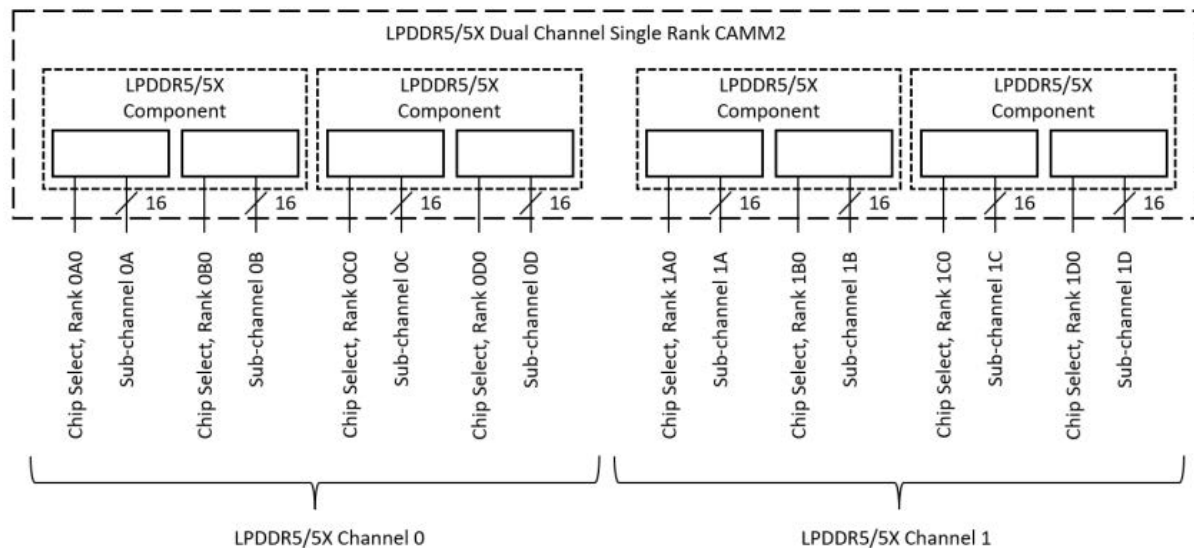 LPDDR5/5X Dual Channel Single Rank CAMM2
LPDDR5/5X
Component
LPDDR5/5X
Component
LPDDR5/5X
Component
LPDDR5/5X
Component
16
16
16
16
16
16
16
16
Chip Select, Rank 0A0
Sub-channel 0A
Chip Select, Rank 0B0
Sub-channel 0B
Chip Select, Rank 0C0
Sub-channel 0C
Chip Select, Rank 0D0
Sub-channel 0D
Chip Select, Rank 1A0
Sub-channel 1A
Chip Select, Rank 1B0
Sub-channel 1B
Chip Select, Rank 1C0
Sub-channel 1C
Chip Select, Rank 1D0
Sub-channel 1D
LPDDR5/5X Channel 0
LPDDR5/5X Channel 1